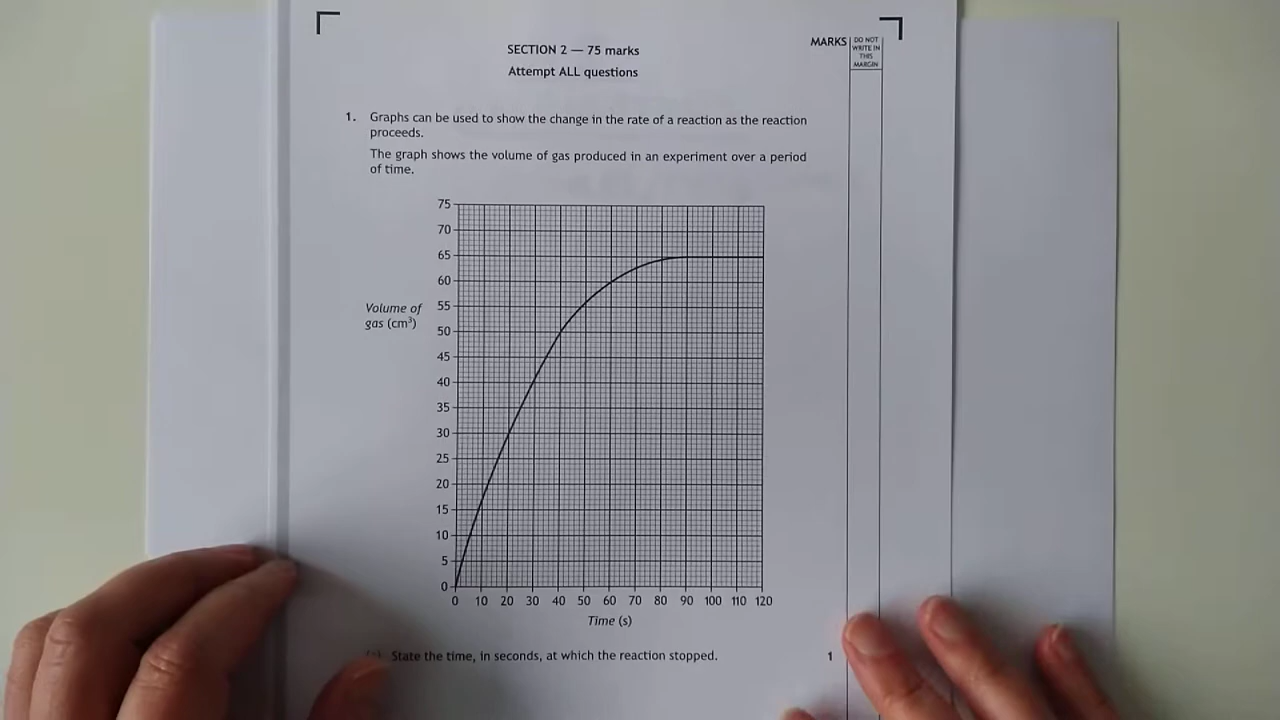 SECTION 2 — 75 marks
Attempt ALL questions
MARKS
DO NOT
WRITE IN
THIS
MARGIN
1. Graphs can be used to show the change in the rate of a reaction as the reaction
proceeds.
The graph shows the volume of gas produced in an experiment over a period
of time.
75
70
65
60
55
50
45
40
35
30
25
20
15
10
5
0
Volume of
gas (cm³)
0 10 20 30 40 50 60 70 80 90 100 110 120
Time (s)
State the time, in seconds, at which the reaction stopped. 1